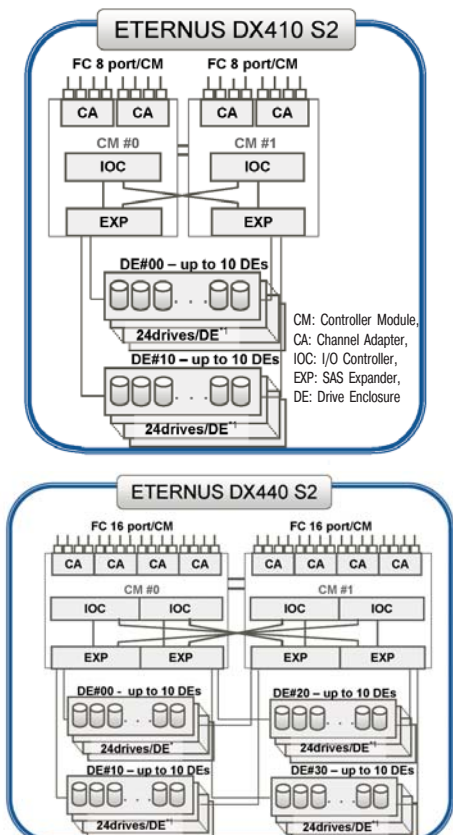 ETERNUS DX410 S2
FC 8 port/CM FC 8 port/CM
CA CA CA CA
CM #0 CM #1
IOC IOC
EXP EXP
DE#00 – up to 10 DEs
24drives/DE*1
DE#10 – up to 10 DEs
24drives/DE*1
CM: Controller Module,
CA: Channel Adapter,
IOC: I/O Controller,
EXP: SAS Expander,
DE: Drive Enclosure
ETERNUS DX440 S2
FC 16 port/CM FC 16 port/CM
CA CA CA CA CA CA CA CA
CM #0 CM #1
IOC IOC IOC IOC
EXP EXP EXP EXP
DE#00 - up to 10 DEs DE#20 – up to 10 DEs
24drives/DE* 24drives/DE*1
DE#10 – up to 10 DEs DE#30 – up to 10 DEs
24drives/DE*1 24drives/DE*1